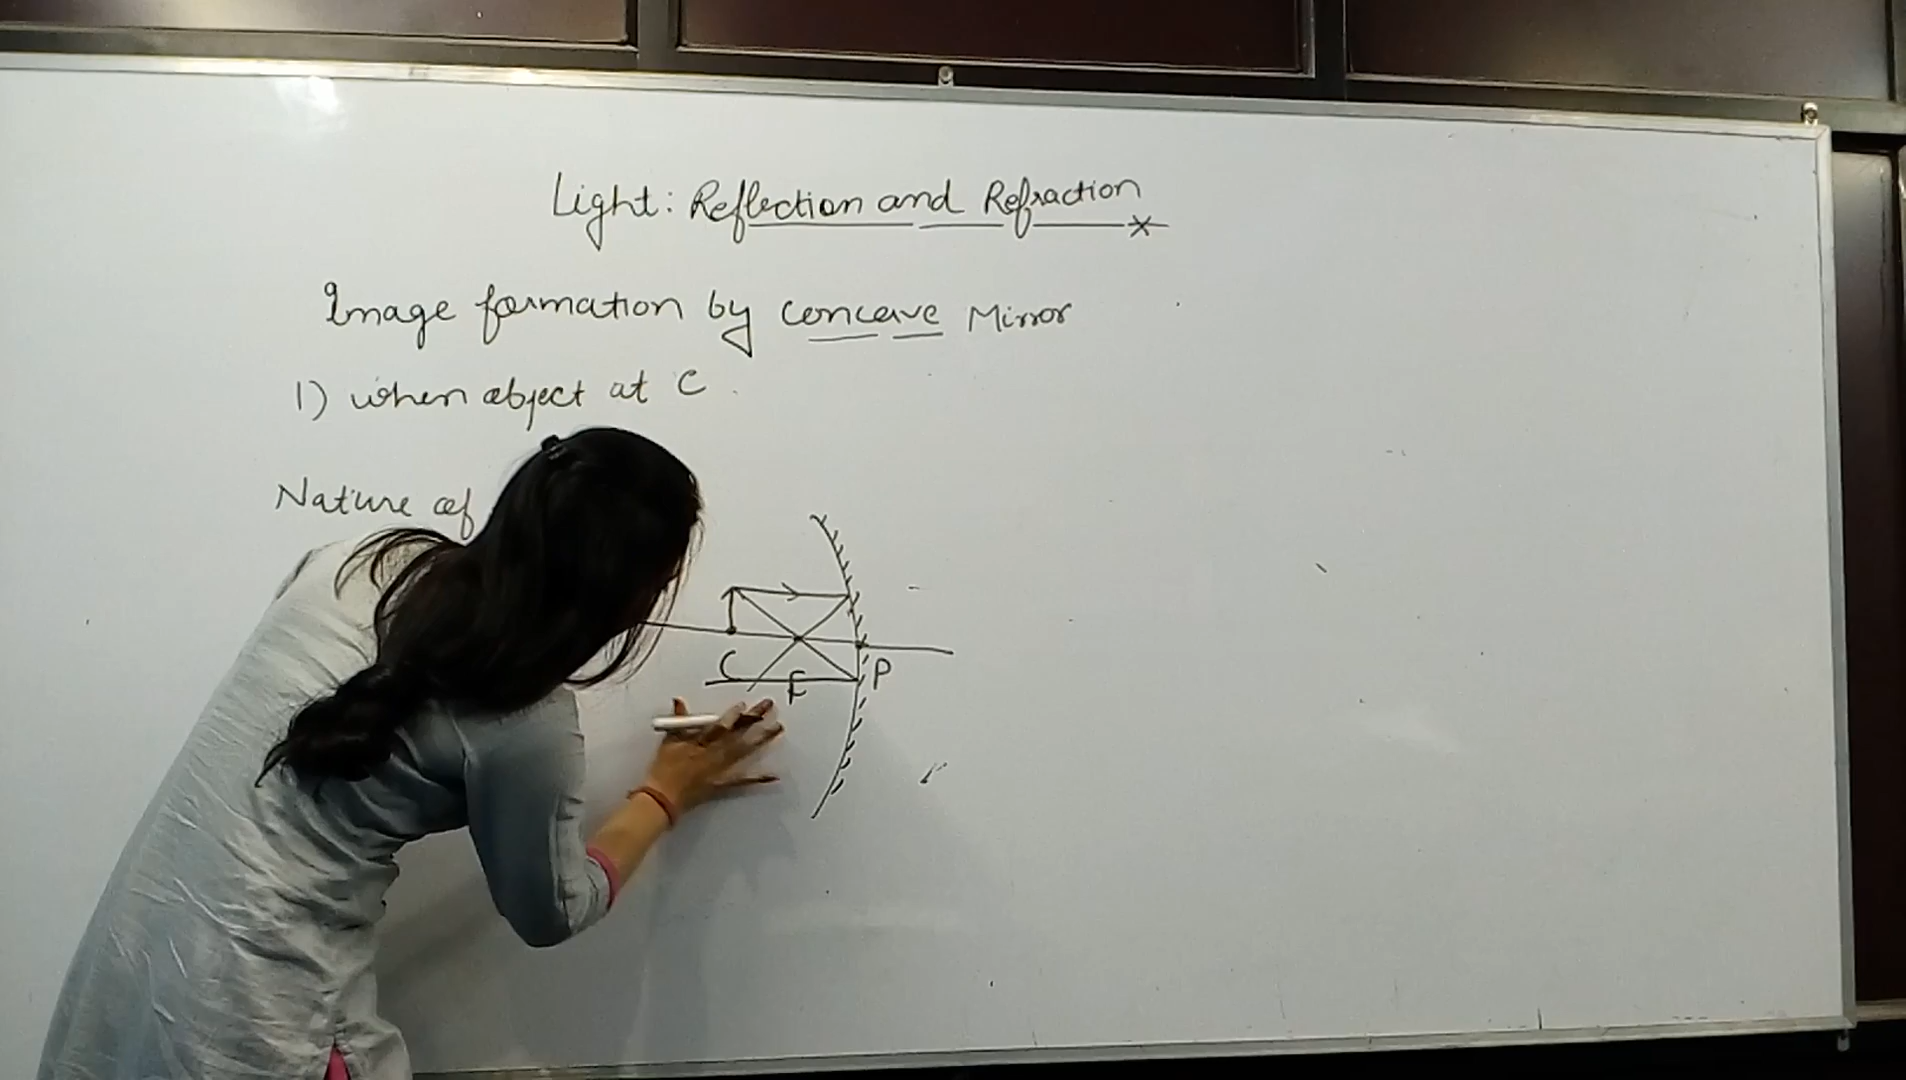 Light: Reflection and Refraction
Image formation by concave Mirror
1) when object at C.
Nature of
C
F
P